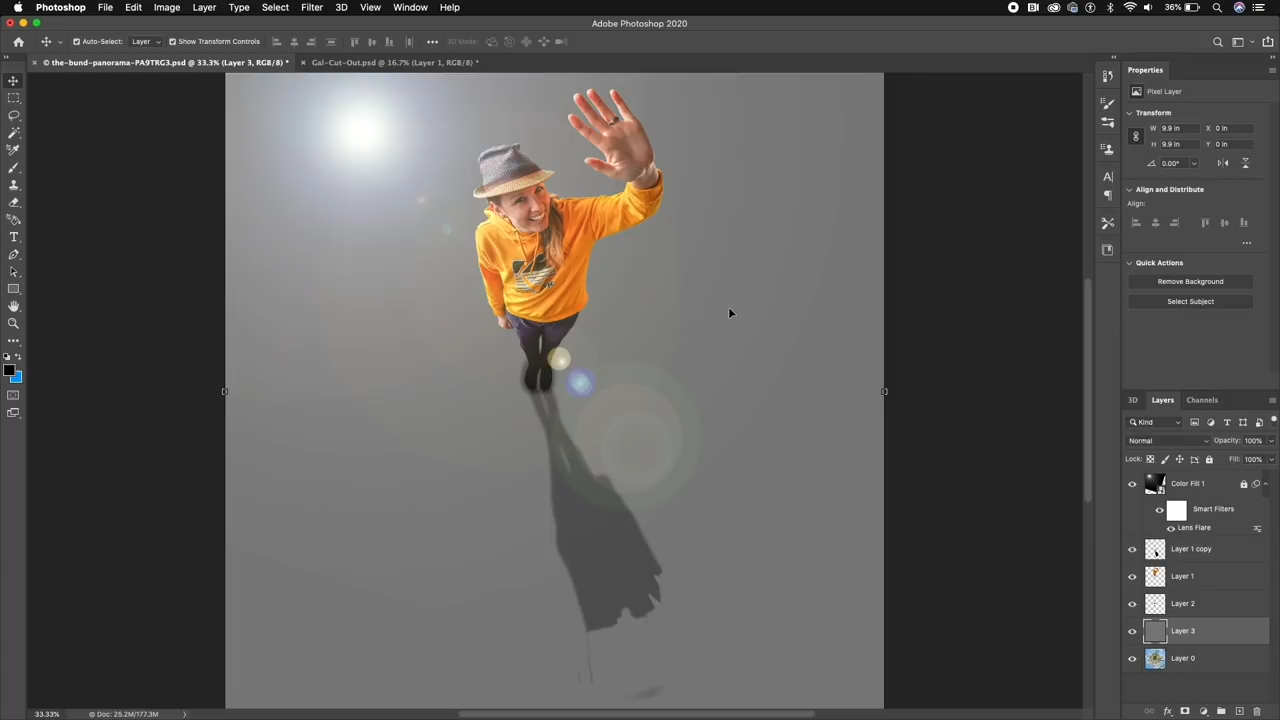 Photoshop File Edit Image Layer Type Select Filter 3D View Window Help 36%
Adobe Photoshop 2020
Auto-Select: Layer Show Transform Controls 3D Mode:
© the-bund-panorama-PA9TRG3.psd @ 33.3% (Layer 3, RGB/8) * Gal-Cut-Out.psd @ 16.7% (Layer 1, RGB/8) *
Properties
Pixel Layer
Transform
W 9.9 in X 0 in
H 9.9 in Y 0 in
0.00°
Align and Distribute
Align:
Quick Actions
Remove Background
Select Subject
3D Layers Channels
Kind
Normal Opacity: 100%
Lock: Fill: 100%
Color Fill 1
Smart Filters
Lens Flare
Layer 1 copy
Layer 1
Layer 2
Layer 3
Layer 0
33.33% Doc: 25.2M/177.3M